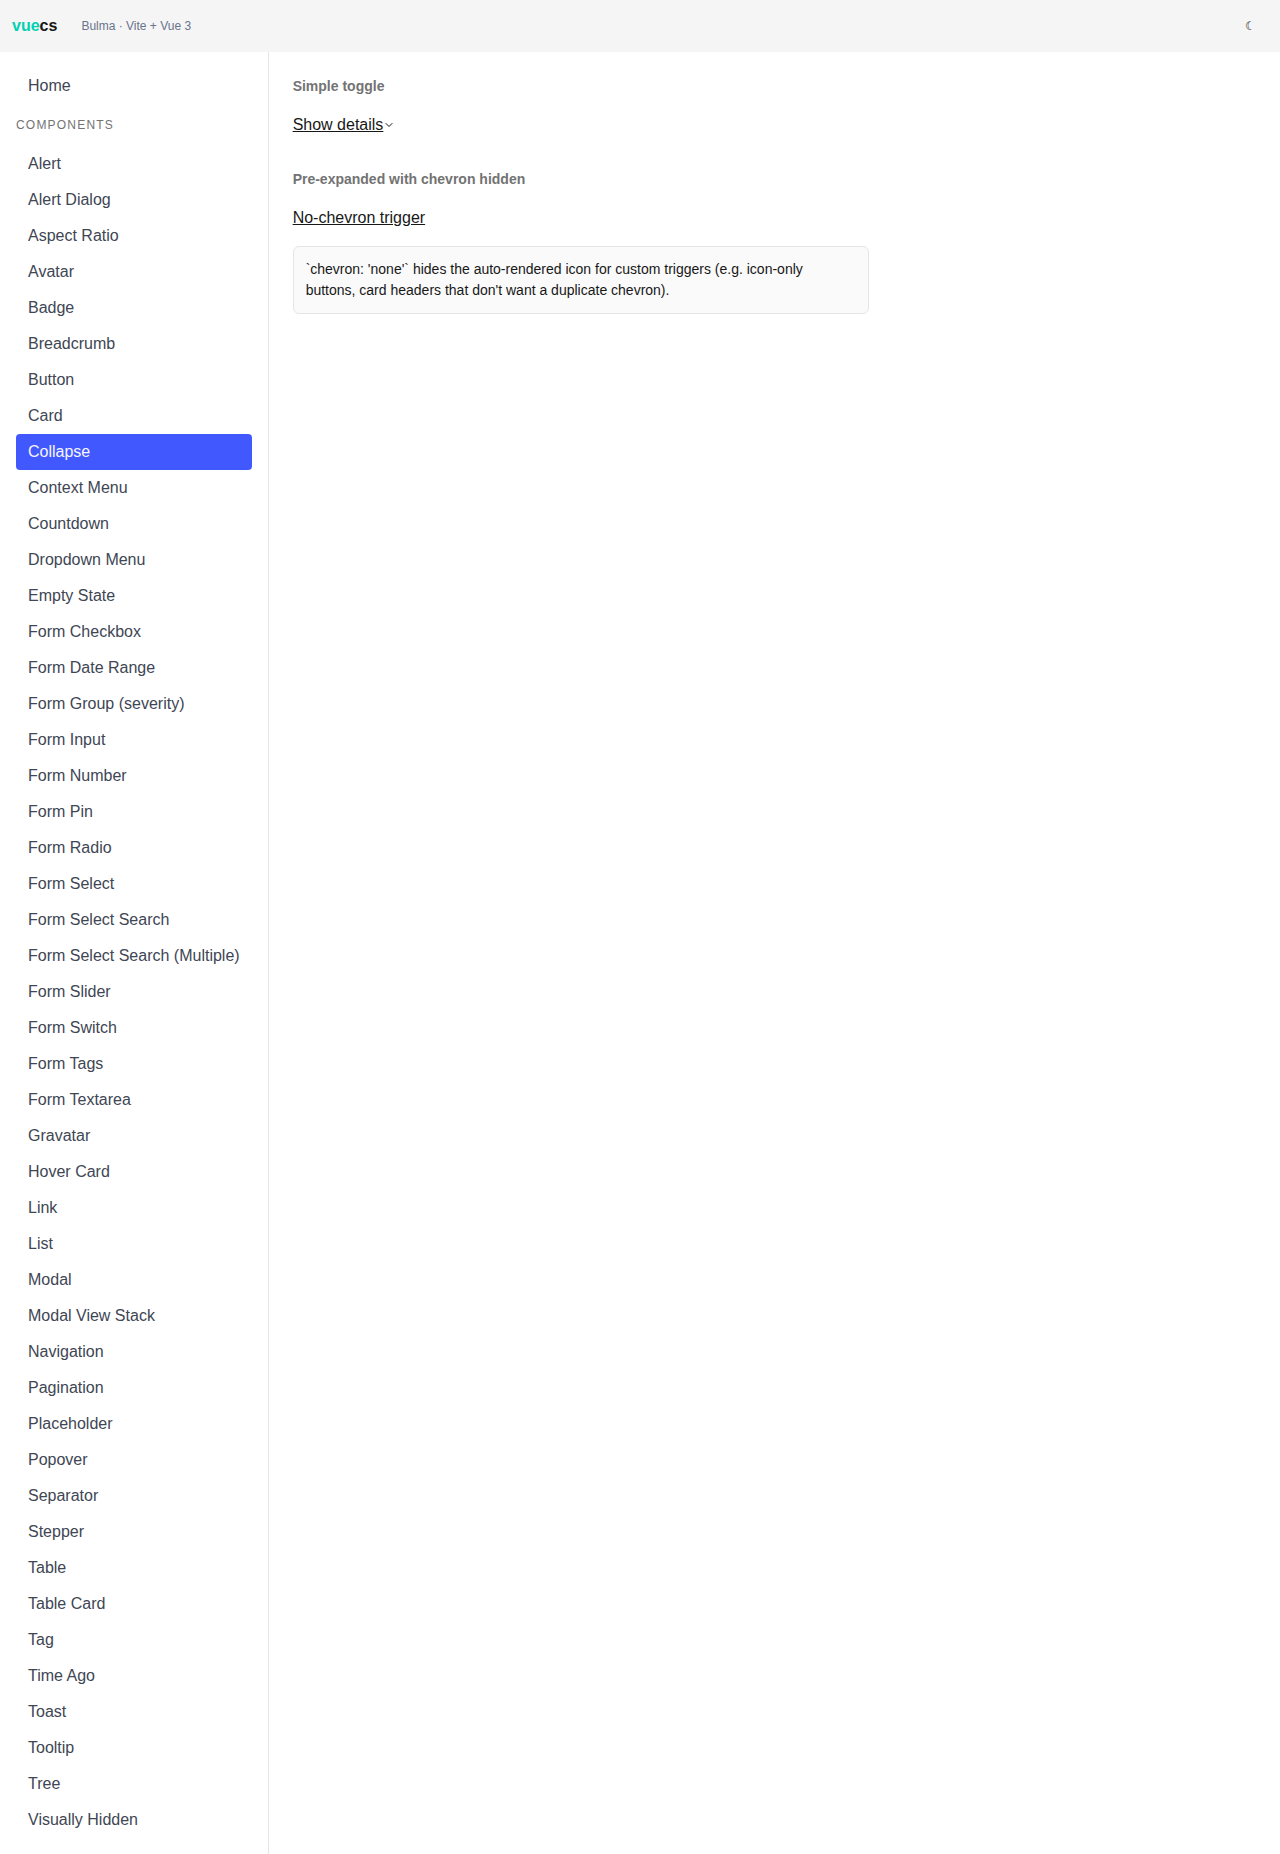 vuecs
Bulma · Vite + Vue 3
Home
COMPONENTS
Alert
Alert Dialog
Aspect Ratio
Avatar
Badge
Breadcrumb
Button
Card
Collapse
Context Menu
Countdown
Dropdown Menu
Empty State
Form Checkbox
Form Date Range
Form Group (severity)
Form Input
Form Number
Form Pin
Form Radio
Form Select
Form Select Search
Form Select Search (Multiple)
Form Slider
Form Switch
Form Tags
Form Textarea
Gravatar
Hover Card
Link
List
Modal
Modal View Stack
Navigation
Pagination
Placeholder
Popover
Separator
Stepper
Table
Table Card
Tag
Time Ago
Toast
Tooltip
Tree
Visually Hidden
Simple toggle
Show details
Pre-expanded with chevron hidden
No-chevron trigger
`chevron: 'none'` hides the auto-rendered icon for custom triggers (e.g. icon-only
buttons, card headers that don't want a duplicate chevron).